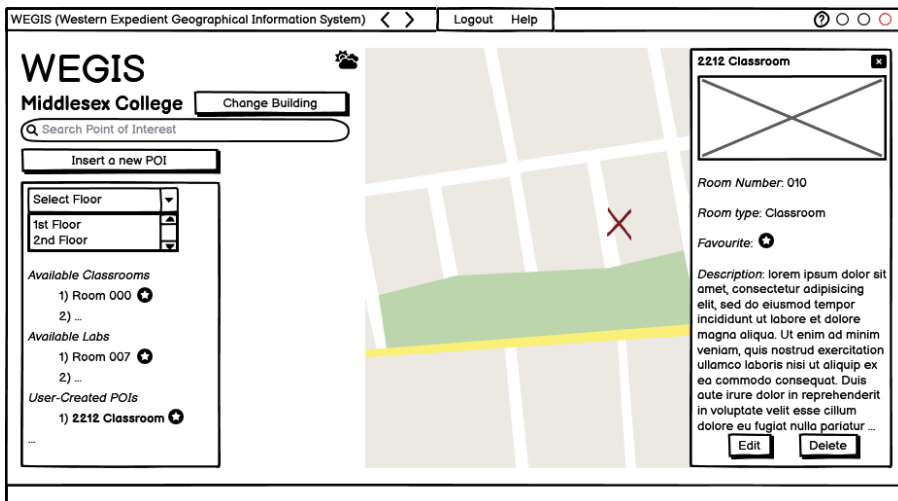 WEGIS (Western Expedient Geographical Information System)
Logout Help
?
WEGIS
Middlesex College
Change Building
Search Point of Interest
Insert a new POI
Select Floor
1st Floor
2nd Floor
Available Classrooms
1) Room 000
2) ...
Available Labs
1) Room 007
2) ...
User-Created POIs
1) 2212 Classroom
...
2212 Classroom
Room Number: 010
Room type: Classroom
Favourite:
Description: lorem ipsum dolor sit
amet, consectetur adipisicing
elit, sed do eiusmod tempor
incididunt ut labore et dolore
magna aliqua. Ut enim ad minim
veniam, quis nostrud exercitation
ullamco laboris nisi ut aliquip ex
ea commodo consequat. Duis
aute irure dolor in reprehenderit
in voluptate velit esse cillum
dolore eu fugiat nulla pariatur ...
Edit
Delete